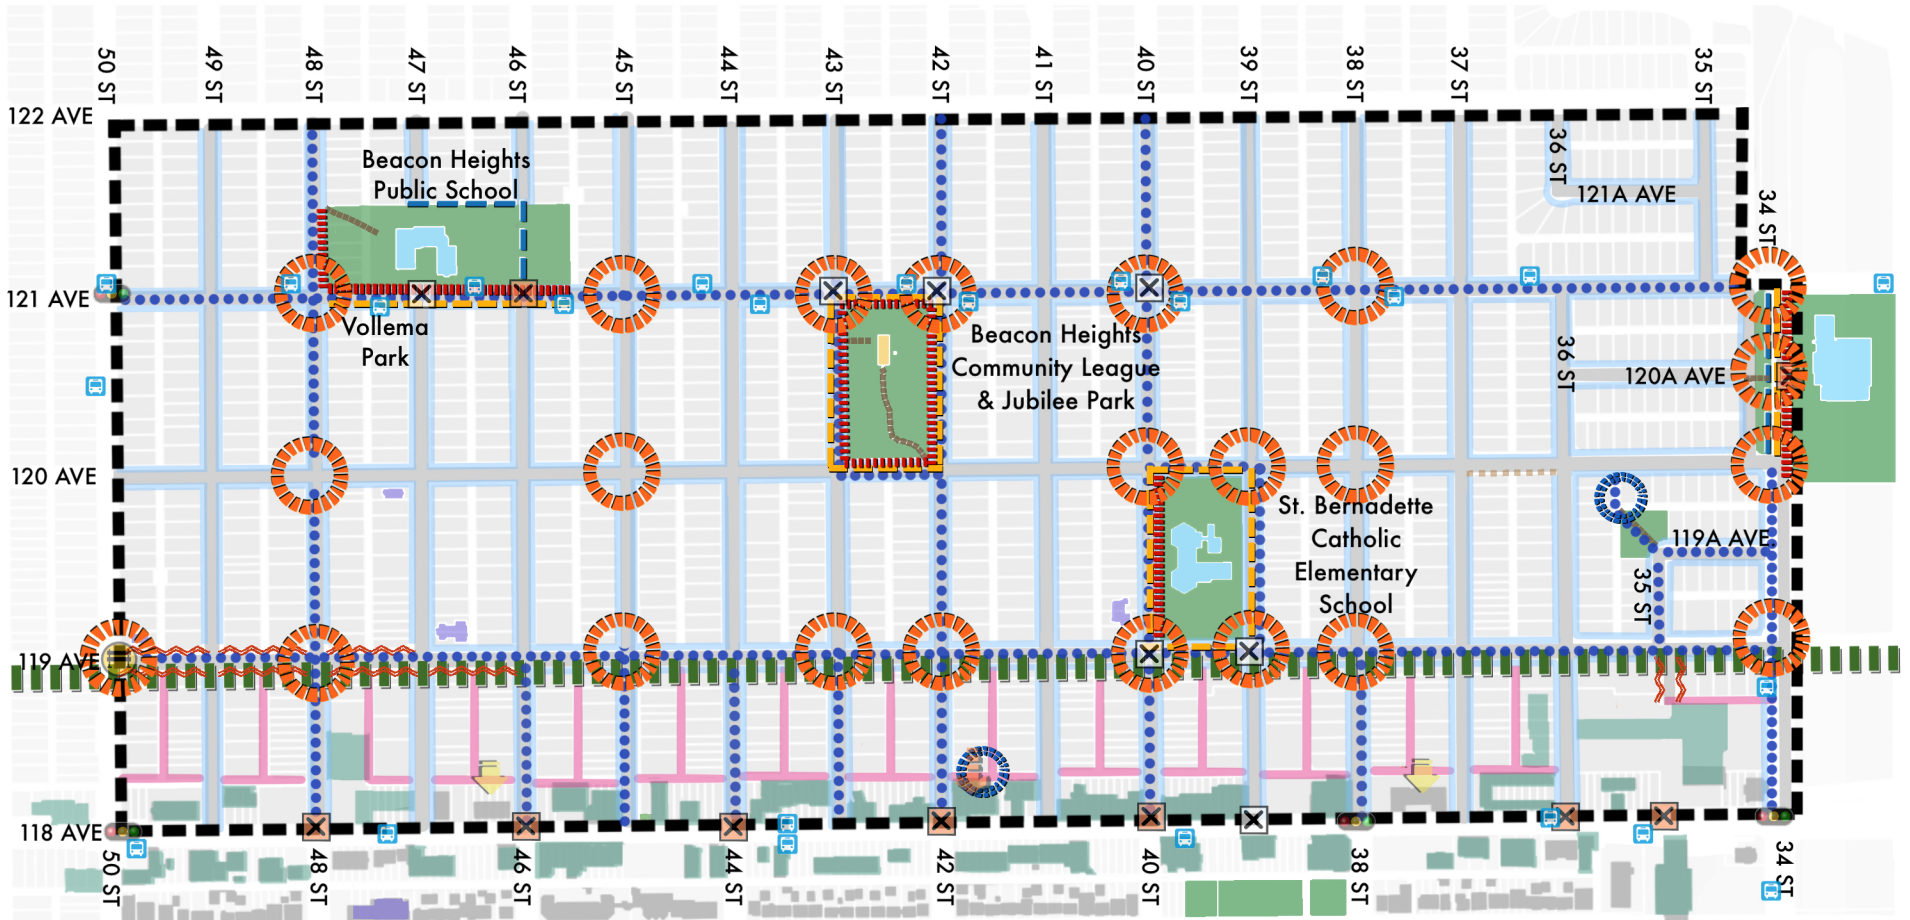 50 ST
49 ST
48 ST
47 ST
46 ST
45 ST
44 ST
43 ST
42 ST
41 ST
40 ST
39 ST
38 ST
37 ST
35 ST
122 AVE
36 ST
Beacon Heights
Public School
121A AVE
34 ST
121 AVE
Vollema
Park
Beacon Heights
Community League
& Jubilee Park
36 ST
120A AVE
120 AVE
St. Bernadette
Catholic
Elementary
School
119A AVE
35 ST
119 AVE
118 AVE
50 ST
48 ST
46 ST
44 ST
42 ST
40 ST
38 ST
34 ST